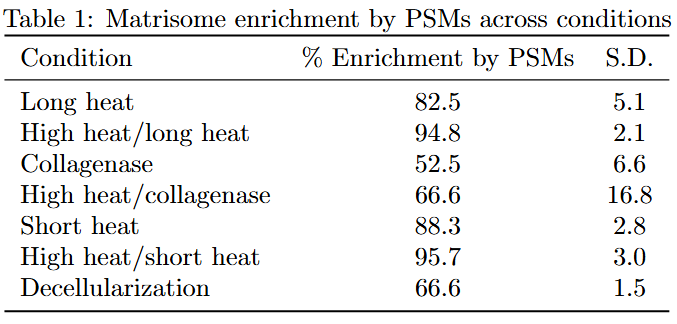 Table 1: Matrisome enrichment by PSMs across conditions
Condition % Enrichment by PSMs S.D.
Long heat 82.5 5.1
High heat/long heat 94.8 2.1
Collagenase 52.5 6.6
High heat/collagenase 66.6 16.8
Short heat 88.3 2.8
High heat/short heat 95.7 3.0
Decellularization 66.6 1.5